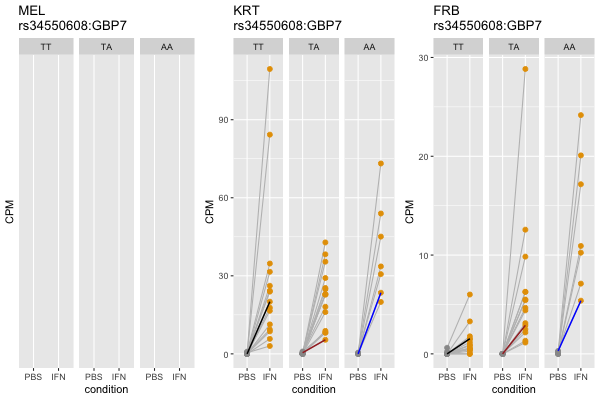 MEL
rs34550608:GBP7
TT TA AA
CPM
PBS IFN PBS IFN PBS IFN
condition
KRT
rs34550608:GBP7
TT TA AA
CPM
90
60
30
0
PBS IFN PBS IFN PBS IFN
condition
FRB
rs34550608:GBP7
TT TA AA
CPM
30
20
10
0
PBS IFN PBS IFN PBS IFN
condition